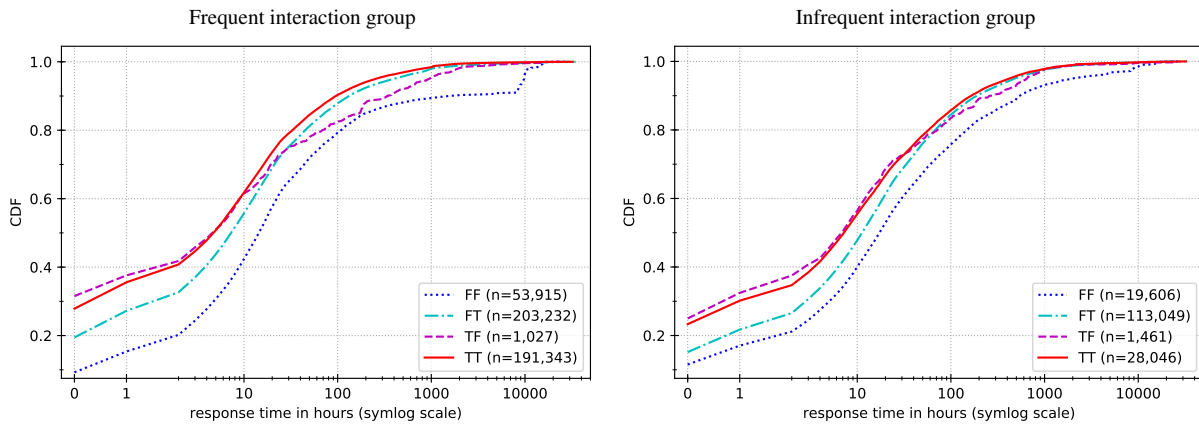 Frequent interaction group
1.0
0.8
0.6
0.4
0.2
CDF
0 1 10 100 1000 10000
response time in hours (symlog scale)
FF (n=53,915)
FT (n=203,232)
TF (n=1,027)
TT (n=191,343)
Infrequent interaction group
1.0
0.8
0.6
0.4
0.2
CDF
0 1 10 100 1000 10000
response time in hours (symlog scale)
FF (n=19,606)
FT (n=113,049)
TF (n=1,461)
TT (n=28,046)